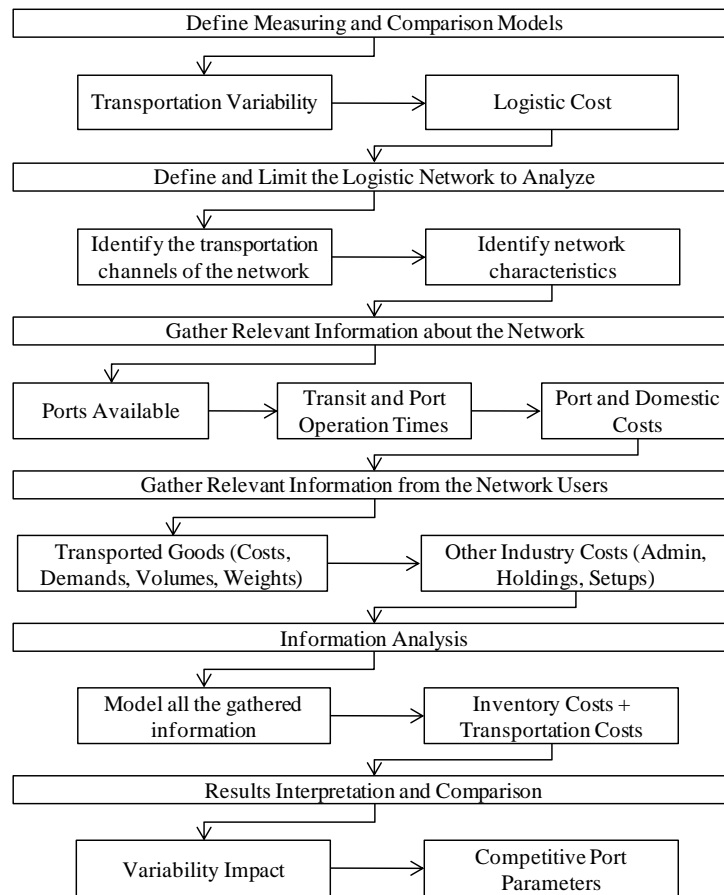 Define Measuring and Comparison Models
Transportation Variability
Logistic Cost
Define and Limit the Logistic Network to Analyze
Identify the transportation
channels of the network
Identify network
characteristics
Gather Relevant Information about the Network
Ports Available
Transit and Port
Operation Times
Port and Domestic
Costs
Gather Relevant Information from the Network Users
Transported Goods (Costs,
Demands, Volumes, Weights)
Other Industry Costs (Admin,
Holdings, Setups)
Information Analysis
Model all the gathered
information
Inventory Costs +
Transportation Costs
Results Interpretation and Comparison
Variability Impact
Competitive Port
Parameters